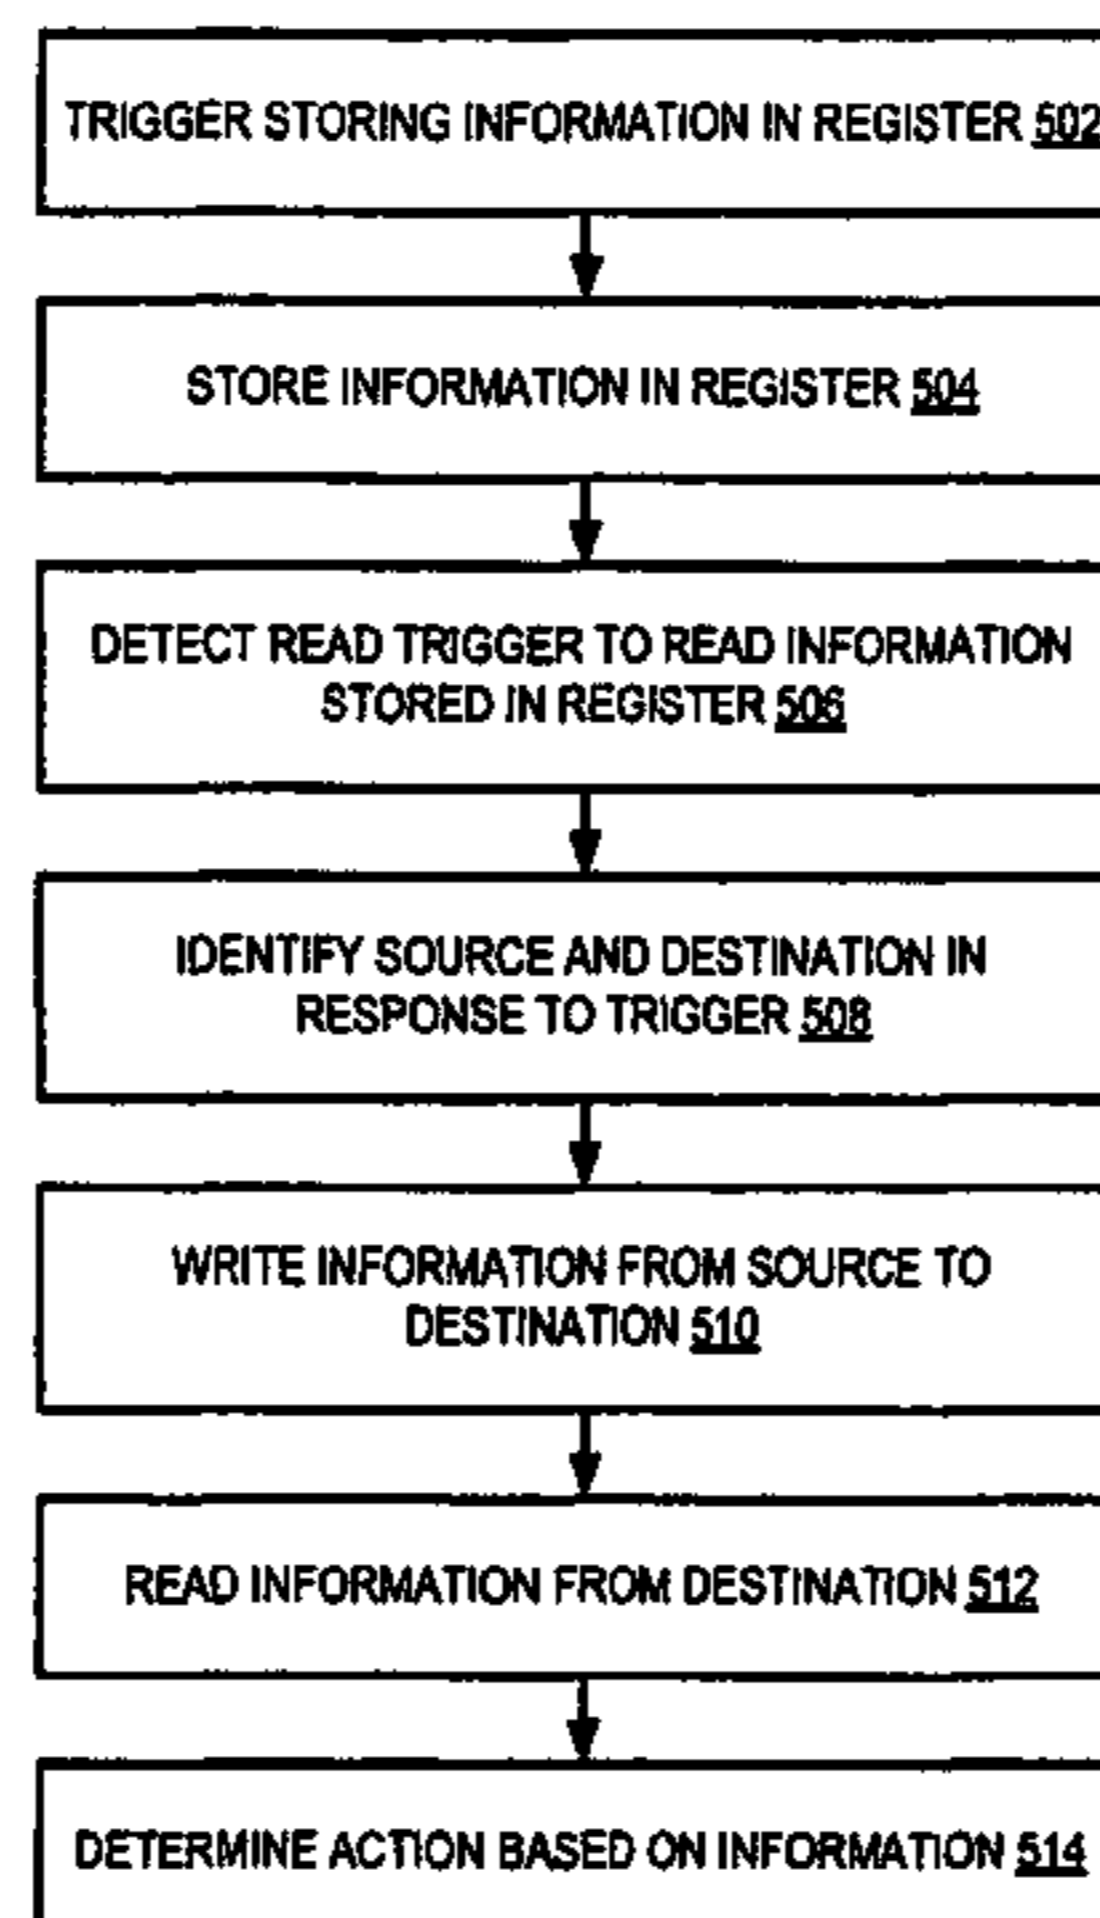 TRIGGER STORING INFORMATION IN REGISTER 502
STORE INFORMATION IN REGISTER 504
DETECT READ TRIGGER TO READ INFORMATION
STORED IN REGISTER 506
IDENTIFY SOURCE AND DESTINATION IN
RESPONSE TO TRIGGER 508
WRITE INFORMATION FROM SOURCE TO
DESTINATION 510
READ INFORMATION FROM DESTINATION 512
DETERMINE ACTION BASED ON INFORMATION 514